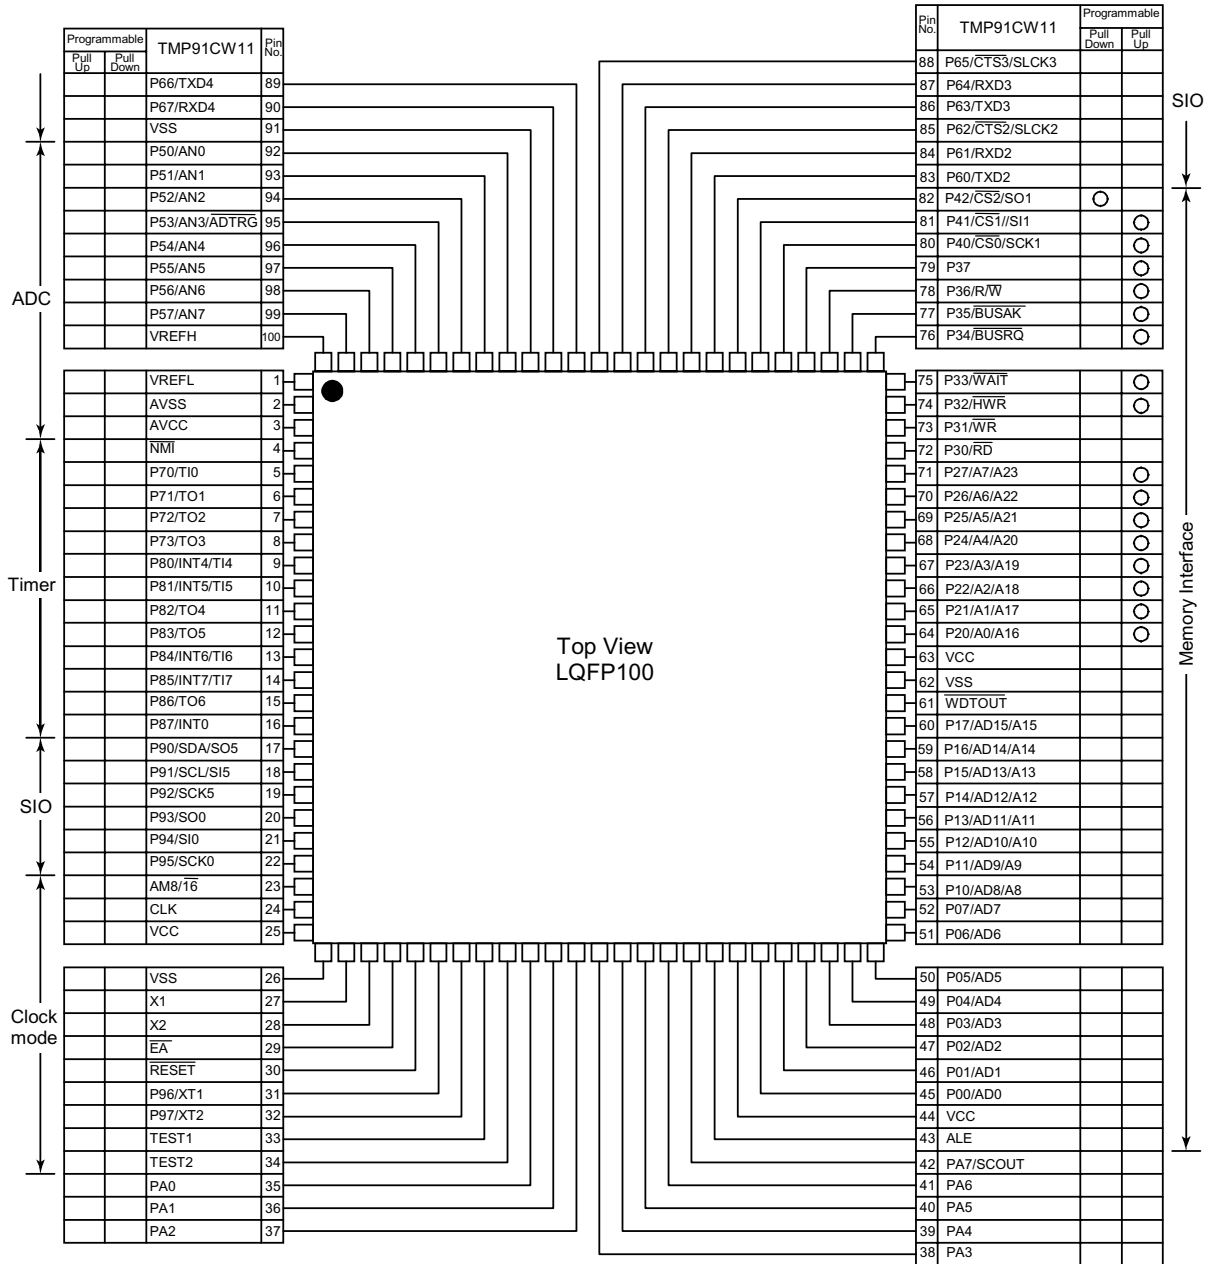 Programmable
Pull Up
Pull Down
TMP91CW11
Pin No.
P66/TXD4 89
P67/RXD4 90
VSS 91
P50/AN0 92
P51/AN1 93
P52/AN2 94
P53/AN3/ADTRG 95
P54/AN4 96
P55/AN5 97
P56/AN6 98
P57/AN7 99
VREFH 100
ADC
VREFL 1
AVSS 2
AVCC 3
NMI 4
P70/TI0 5
P71/TO1 6
P72/TO2 7
P73/TO3 8
P80/INT4/TI4 9
P81/INT5/TI5 10
P82/TO4 11
P83/TO5 12
P84/INT6/TI6 13
P85/INT7/TI7 14
P86/TO6 15
P87/INT0 16
Timer
P90/SDA/SO5 17
P91/SCL/SI5 18
P92/SCK5 19
P93/SO0 20
P94/SI0 21
P95/SCK0 22
SIO
AM8/16 23
CLK 24
VCC 25
VSS 26
X1 27
X2 28
EA 29
RESET 30
P96/XT1 31
P97/XT2 32
TEST1 33
TEST2 34
Clock mode
PA0 35
PA1 36
PA2 37
Top View
LQFP100
Pin No.
TMP91CW11
Programmable
Pull Down
Pull Up
88 P65/CTS3/SLCK3
87 P64/RXD3
86 P63/TXD3
85 P62/CTS2/SLCK2
84 P61/RXD2
83 P60/TXD2
SIO
82 P42/CS2/SO1
81 P41/CS1//SI1
80 P40/CS0/SCK1
79 P37
78 P36/R/W
77 P35/BUSAK
76 P34/BUSRQ
75 P33/WAIT
74 P32/HWR
73 P31/WR
72 P30/RD
71 P27/A7/A23
70 P26/A6/A22
69 P25/A5/A21
68 P24/A4/A20
67 P23/A3/A19
66 P22/A2/A18
65 P21/A1/A17
64 P20/A0/A16
63 VCC
62 VSS
61 WDTOUT
60 P17/AD15/A15
59 P16/AD14/A14
58 P15/AD13/A13
57 P14/AD12/A12
56 P13/AD11/A11
55 P12/AD10/A10
54 P11/AD9/A9
53 P10/AD8/A8
52 P07/AD7
51 P06/AD6
Memory Interface
50 P05/AD5
49 P04/AD4
48 P03/AD3
47 P02/AD2
46 P01/AD1
45 P00/AD0
44 VCC
43 ALE
42 PA7/SCOUT
41 PA6
40 PA5
39 PA4
38 PA3